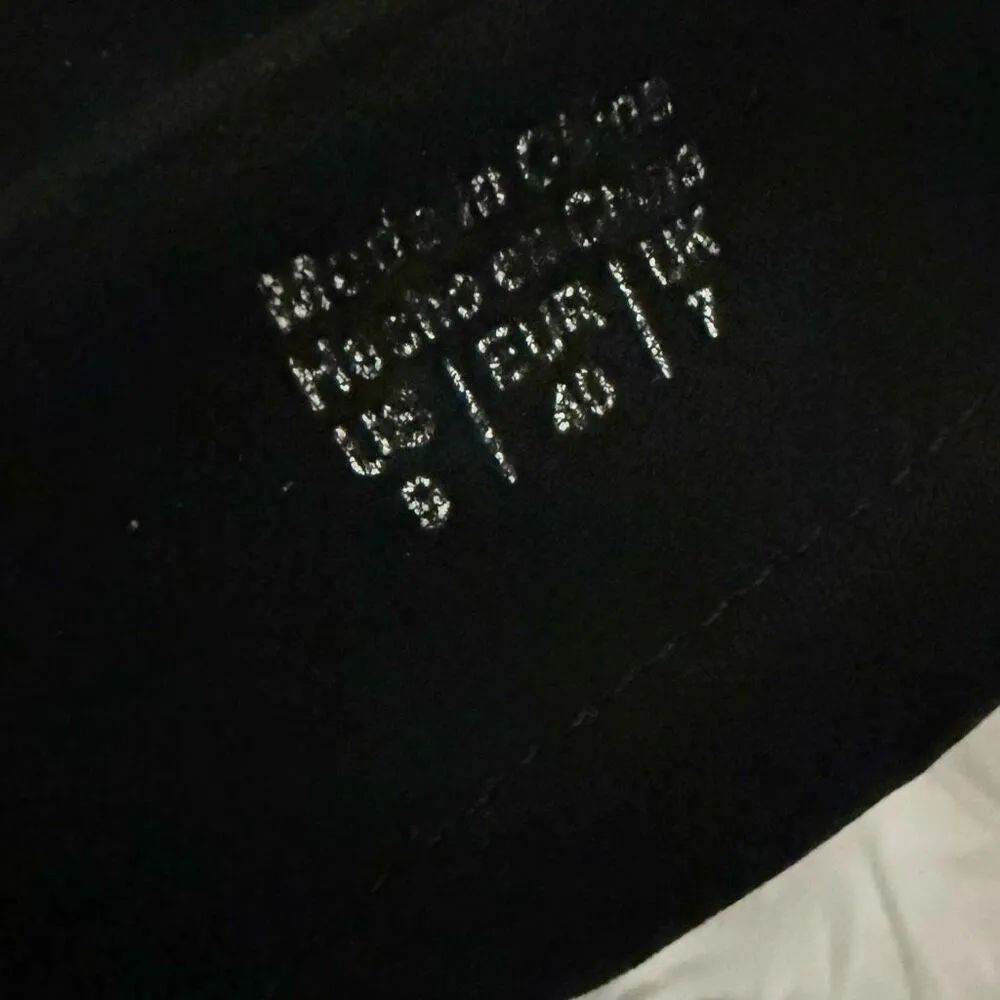 Made in China
Hecho en China
US | EUR | UK
9 | 40 | 7